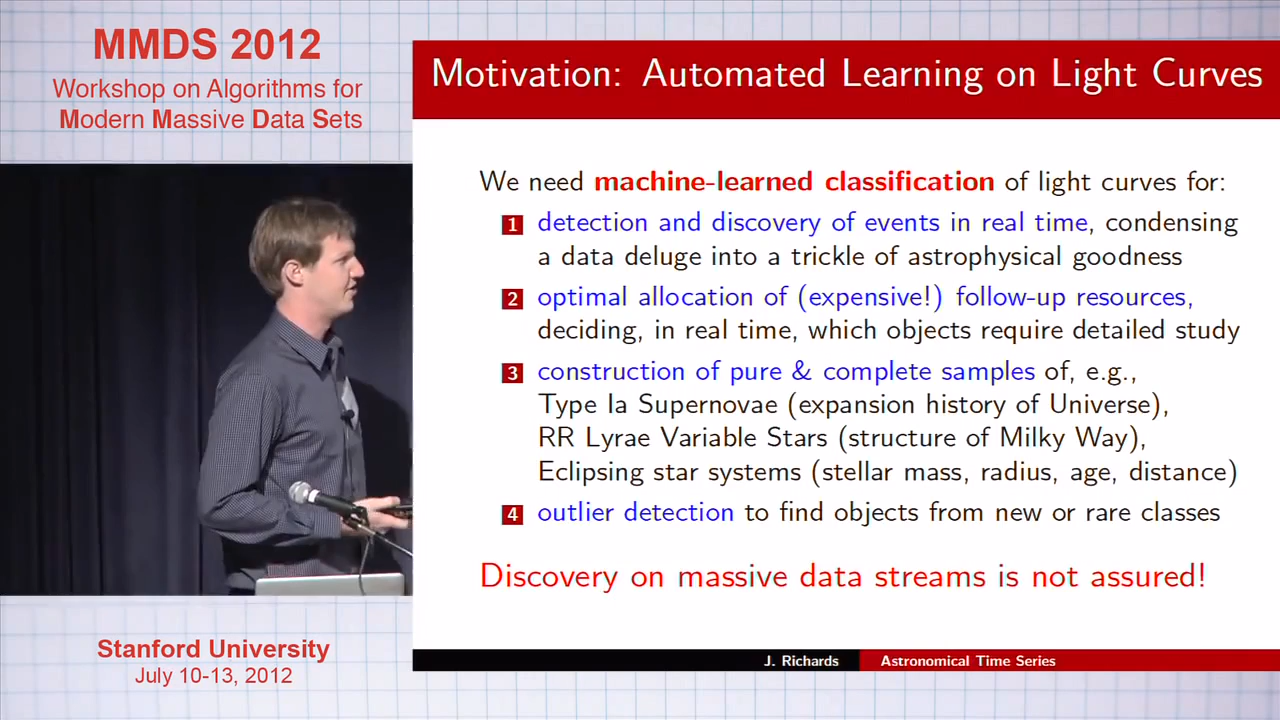 MMDS 2012
Workshop on Algorithms for
Modern Massive Data Sets
Motivation: Automated Learning on Light Curves
We need machine-learned classification of light curves for:
1 detection and discovery of events in real time, condensing
a data deluge into a trickle of astrophysical goodness
2 optimal allocation of (expensive!) follow-up resources,
deciding, in real time, which objects require detailed study
3 construction of pure & complete samples of, e.g.,
Type Ia Supernovae (expansion history of Universe),
RR Lyrae Variable Stars (structure of Milky Way),
Eclipsing star systems (stellar mass, radius, age, distance)
4 outlier detection to find objects from new or rare classes
Discovery on massive data streams is not assured!
J. Richards
Astronomical Time Series
Stanford University
July 10-13, 2012